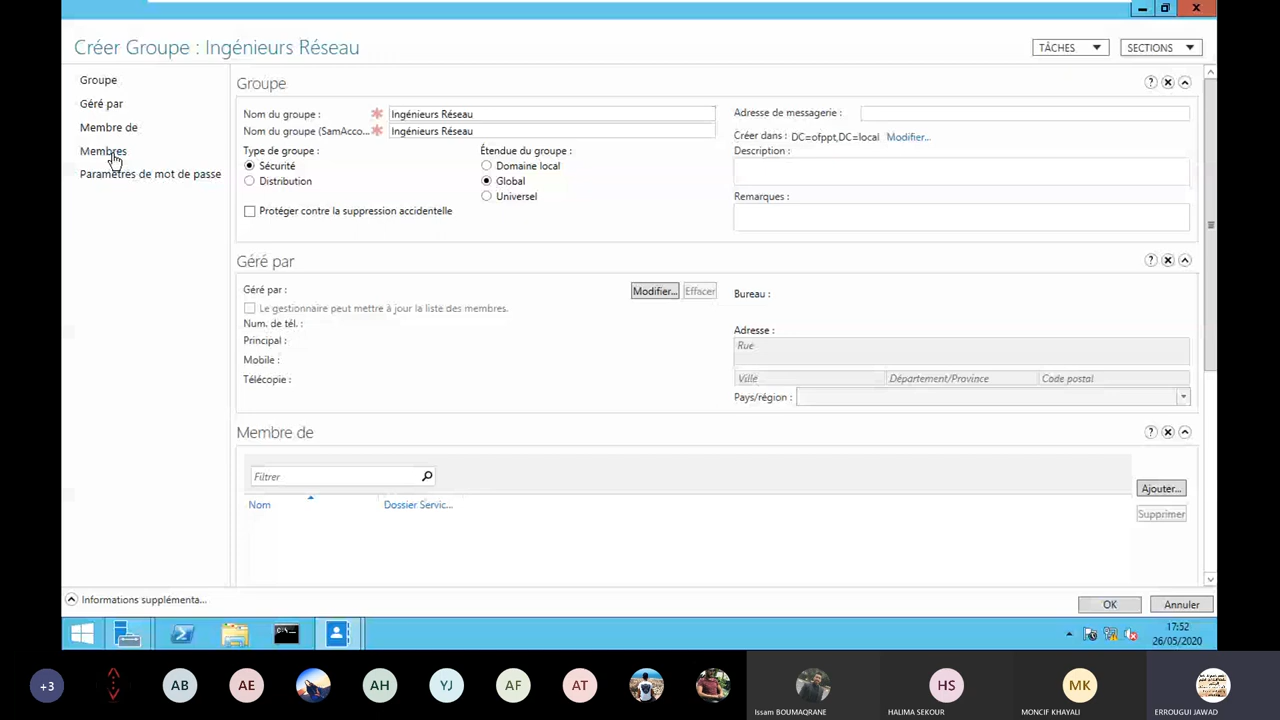 Créer Groupe : Ingénieurs Réseau
TÂCHES
SECTIONS
Groupe
Géré par
Membre de
Membres
Paramètres de mot de passe
Groupe
Nom du groupe :
Ingénieurs Réseau
Nom du groupe (SamAcco...
Ingénieurs Réseau
Type de groupe :
Sécurité
Distribution
Étendue du groupe :
Domaine local
Global
Universel
Protéger contre la suppression accidentelle
Adresse de messagerie :
Créer dans : DC=ofppt,DC=local Modifier...
Description :
Remarques :
Géré par
Géré par :
Modifier...
Effacer
Le gestionnaire peut mettre à jour la liste des membres.
Num. de tél. :
Principal :
Mobile :
Télécopie :
Bureau :
Adresse :
Rue
Ville
Département/Province
Code postal
Pays/région :
Membre de
Filtrer
Nom
Dossier Servic...
Ajouter...
Supprimer
Informations supplémenta...
OK
Annuler
17:52
26/05/2020
+3
AB
AE
AH
YJ
AF
AT
Issam BOUMAQRANE
HS
HALIMA SEKOUR
MK
MONCIF KHAYALI
ERROUGUI JAWAD